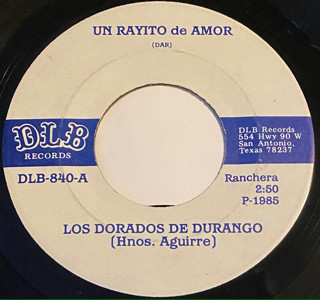 UN RAYITO de AMOR
(DAR)
DLB
RECORDS
DLB Records
554 Hwy 90 W
San Antonio,
Texas 78237
DLB-840-A
Ranchera
2:50
P-1985
LOS DORADOS DE DURANGO
(Hnos. Aguirre)